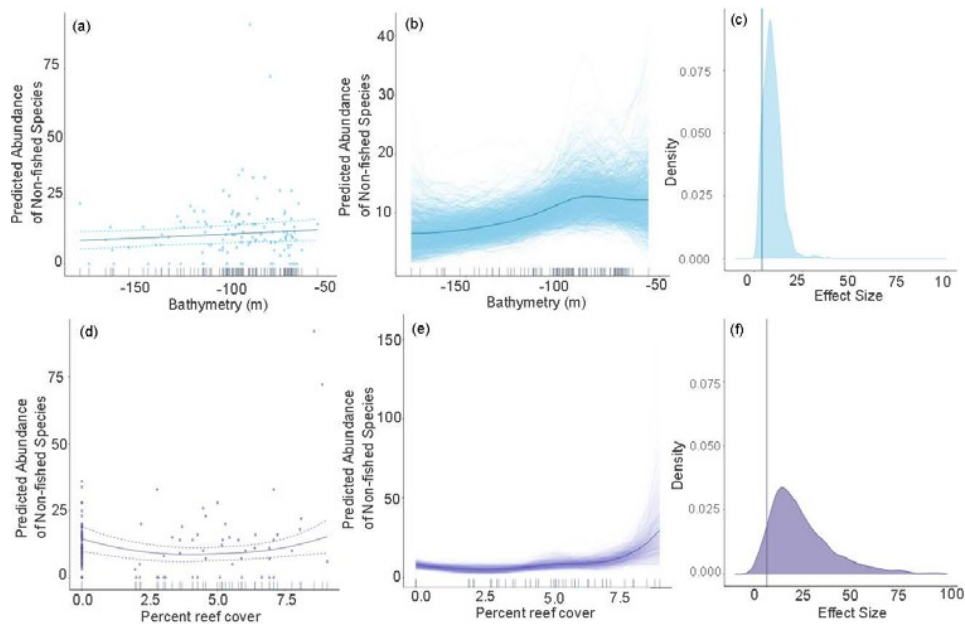 (a)
Predicted Abundance
of Non-fished Species
75
50
25
0
-150
-100
-50
Bathymetry (m)
(b)
Predicted Abundance
of Non-fished Species
40
30
20
10
-150
-100
-50
Bathymetry (m)
(c)
Density
0.075
0.050
0.025
0.000
0
25
50
75
10
Effect Size
(d)
Predicted Abundance
of Non-fished Species
75
50
25
0
0.0
2.5
5.0
7.5
Percent reef cover
(e)
Predicted Abundance
of Non-fished Species
150
100
50
0
0.0
2.5
5.0
7.5
Percent reef cover
(f)
Density
0.075
0.050
0.025
0.000
0
25
50
75
100
Effect Size